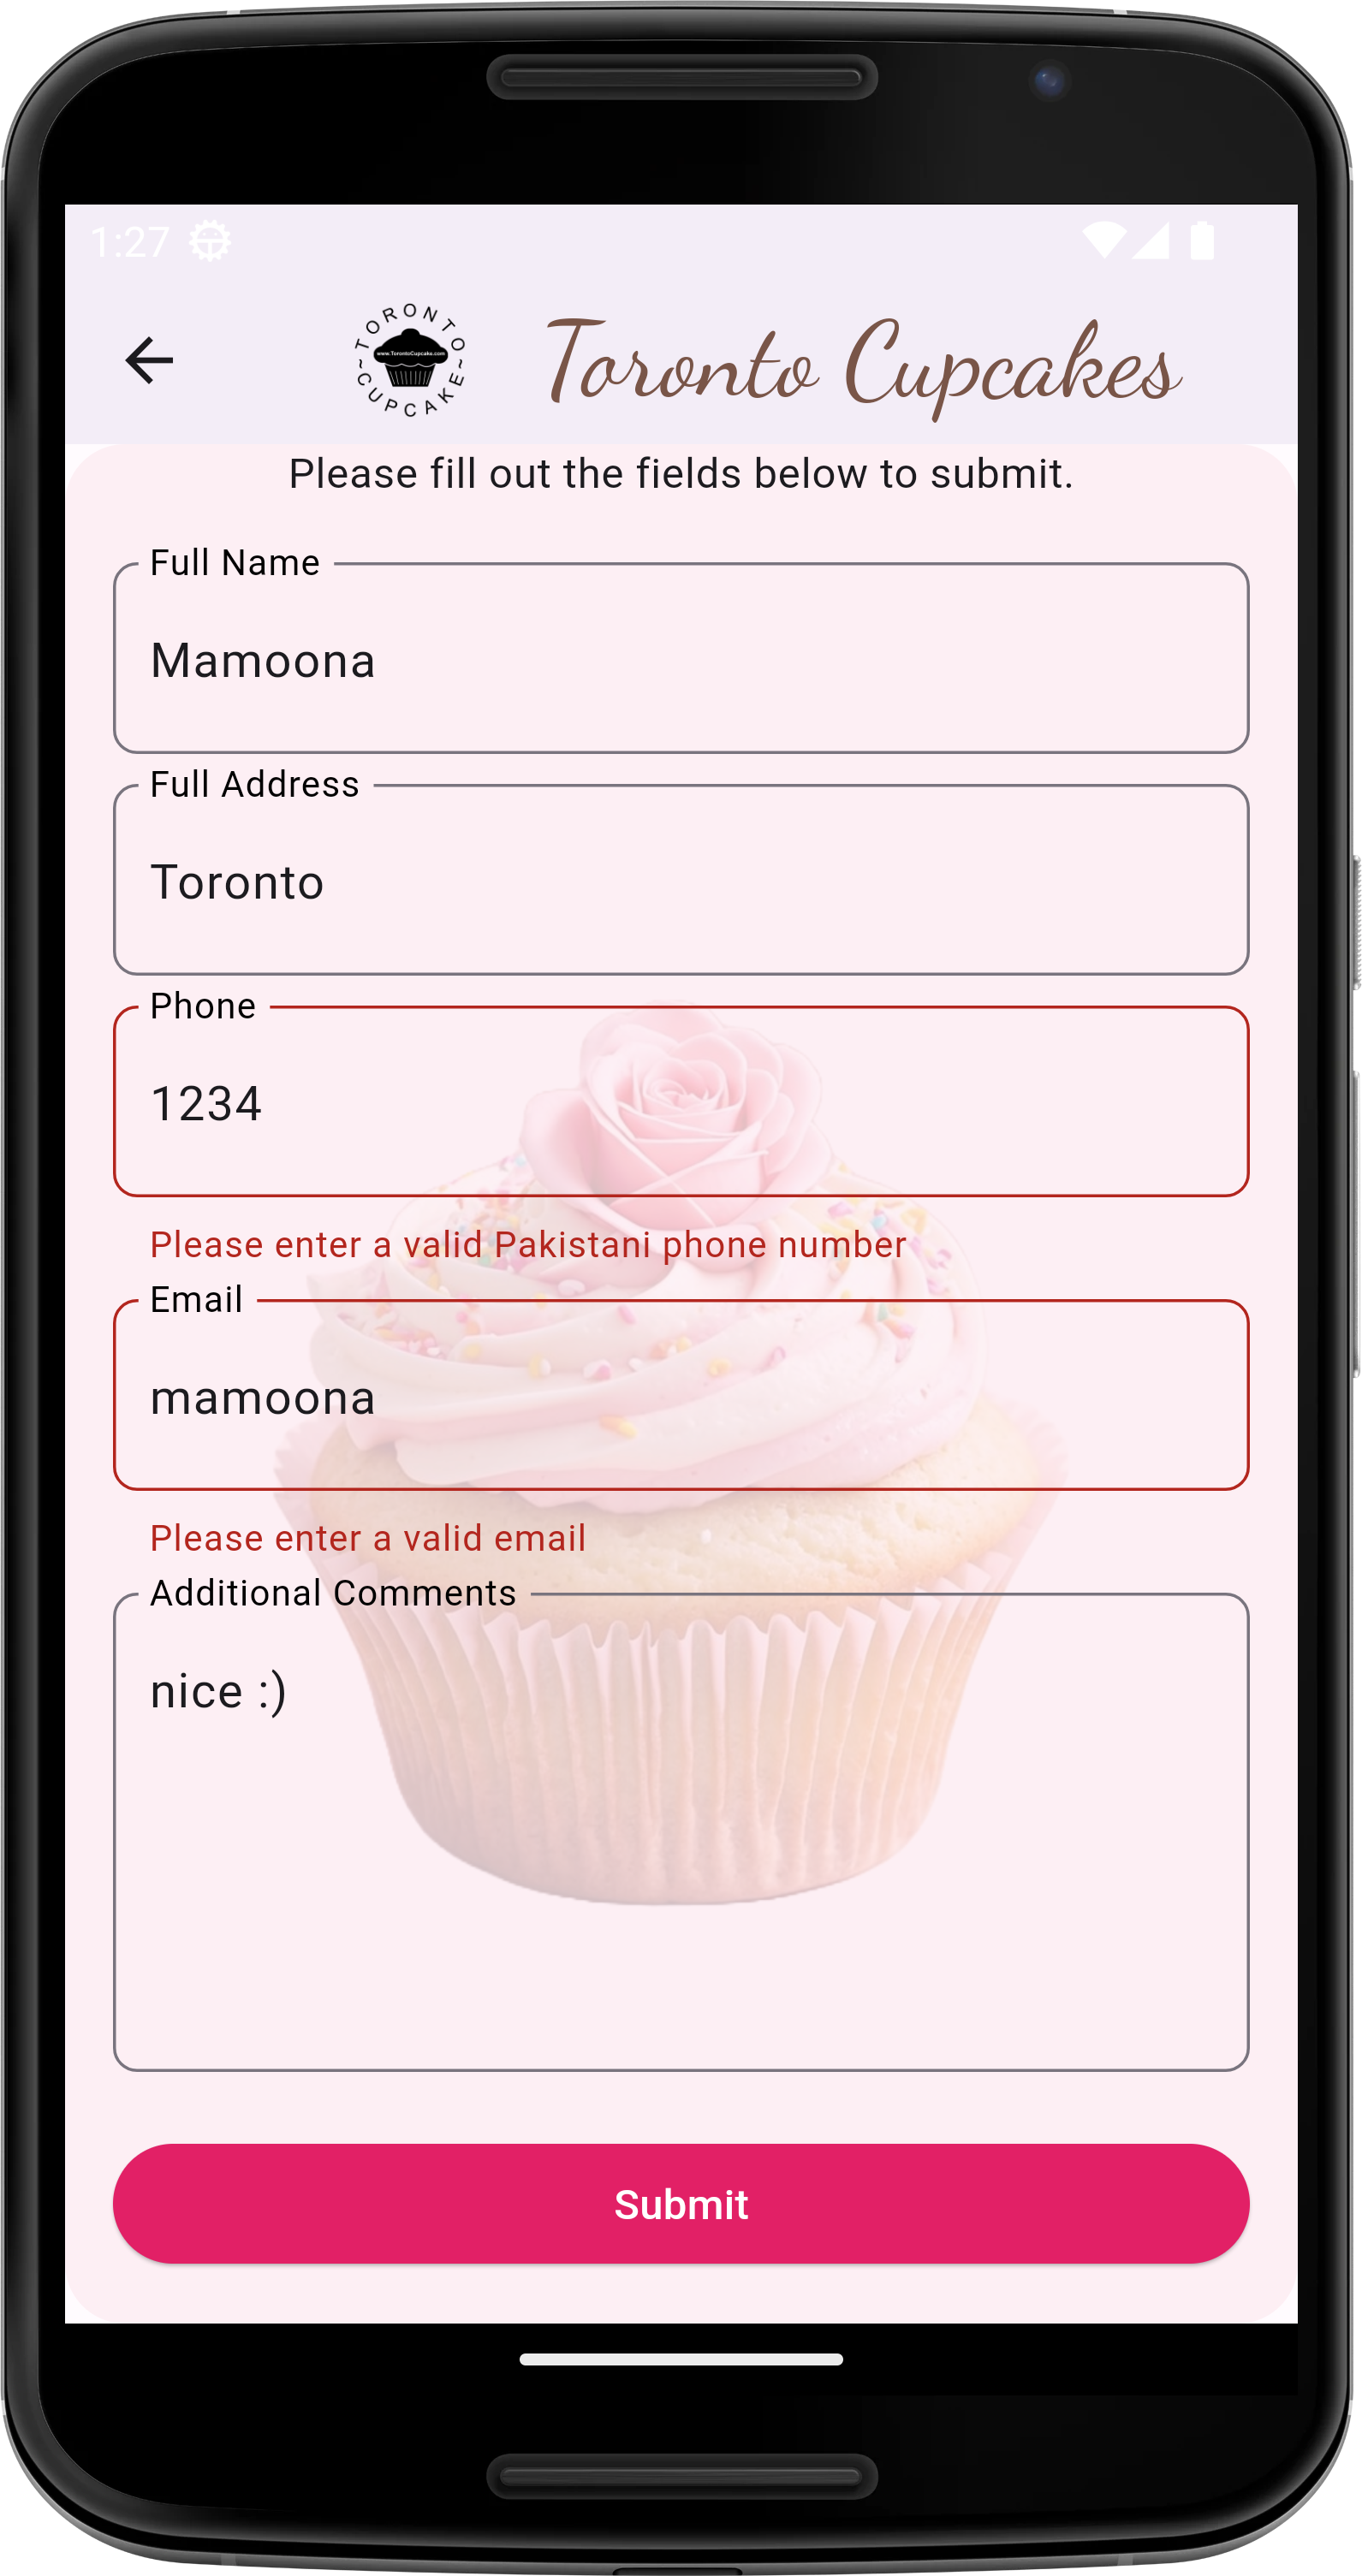 1:27
TORONTO
www.TorontoCupcake.com
~CUPCAKE~
Toronto Cupcakes
Please fill out the fields below to submit.
Full Name
Mamoona
Full Address
Toronto
Phone
1234
Please enter a valid Pakistani phone number
Email
mamoona
Please enter a valid email
Additional Comments
nice :)
Submit